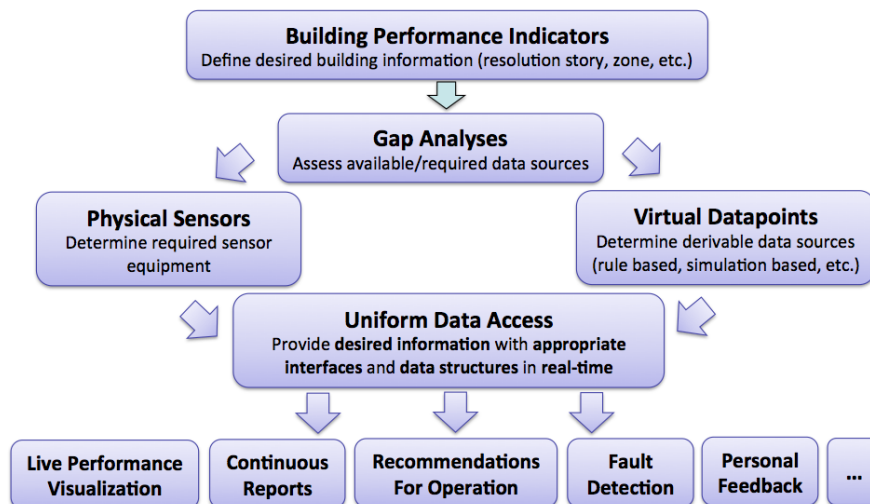 Building Performance Indicators
Define desired building information (resolution story, zone, etc.)
Gap Analyses
Assess available/required data sources
Physical Sensors
Determine required sensor
equipment
Virtual Datapoints
Determine derivable data sources
(rule based, simulation based, etc.)
Uniform Data Access
Provide desired information with appropriate
interfaces and data structures in real-time
Live Performance
Visualization
Continuous
Reports
Recommendations
For Operation
Fault
Detection
Personal
Feedback
...